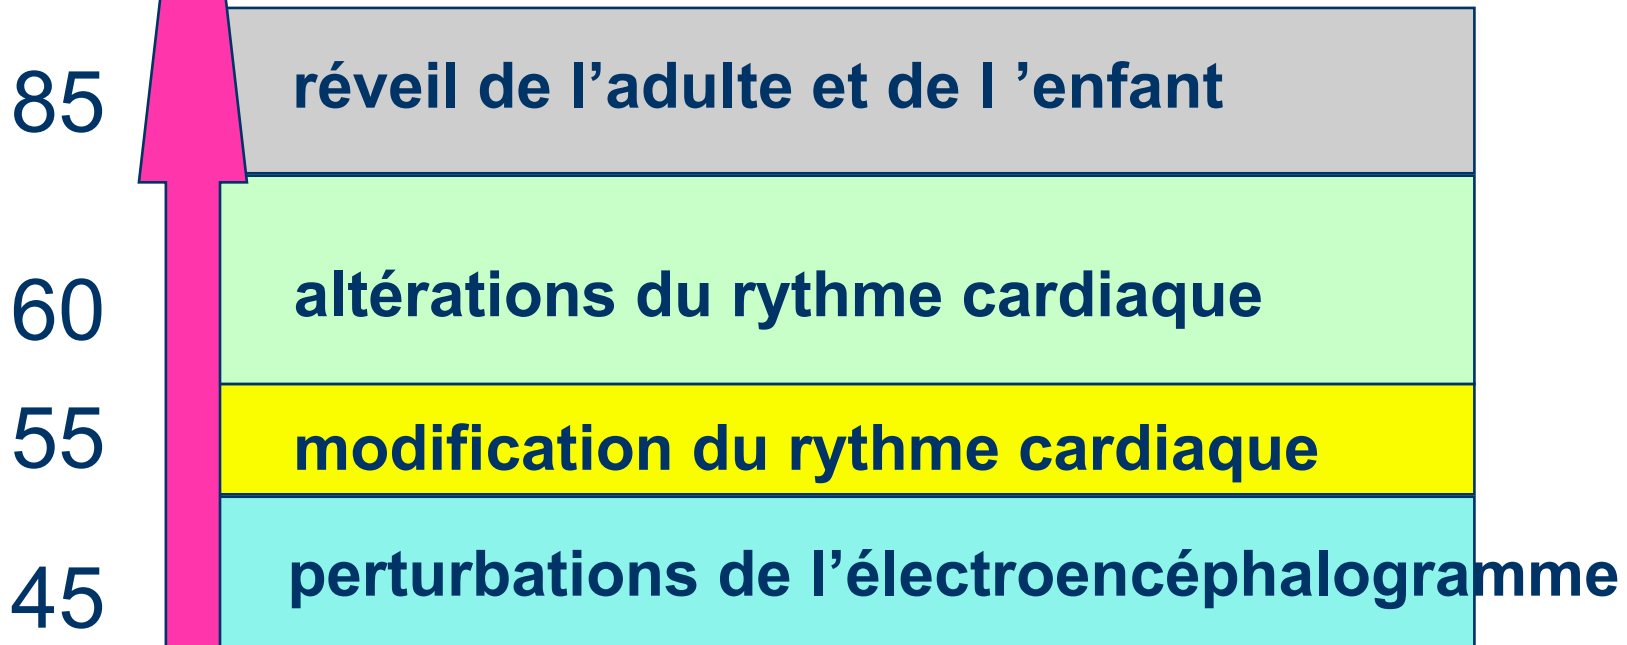 85 réveil de l’adulte et de l ’enfant
60 altérations du rythme cardiaque
55 modification du rythme cardiaque
45 perturbations de l’électroencéphalogramme